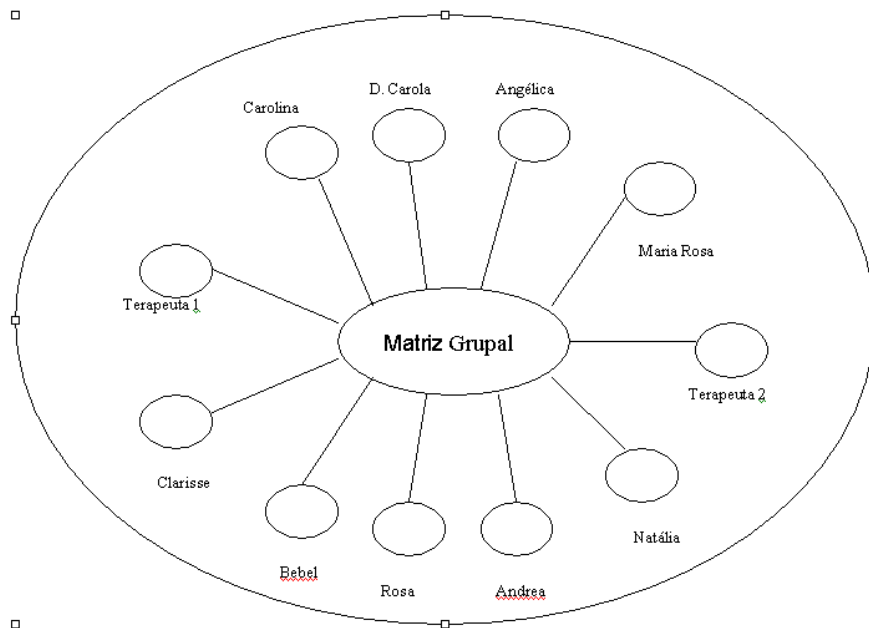 D. Carola
Angélica
Carolina
Maria Rosa
Terapeuta 1
Matriz Grupal
Terapeuta 2
Clarisse
Natália
Bebel
Rosa
Andrea